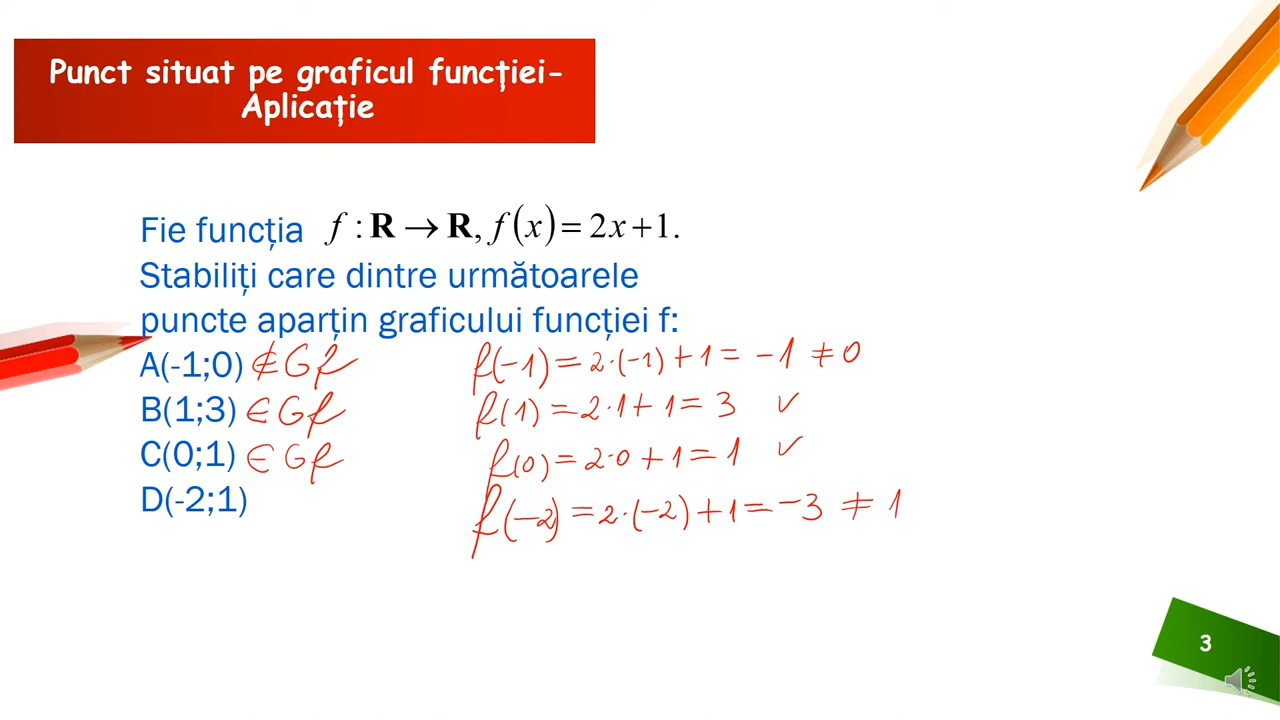 Punct situat pe graficul funcției-
Aplicație
Fie funcția f : R → R, f(x) = 2x + 1.
Stabiliți care dintre următoarele
puncte aparțin graficului funcției f:
A(-1;0) ∉ Gf f(-1) = 2·(-1) + 1 = -1 ≠ 0
B(1;3) ∈ Gf f(1) = 2·1 + 1 = 3 ✓
C(0;1) ∈ Gf f(0) = 2·0 + 1 = 1 ✓
D(-2;1) f(-2) = 2·(-2) + 1 = -3 ≠ 1
3